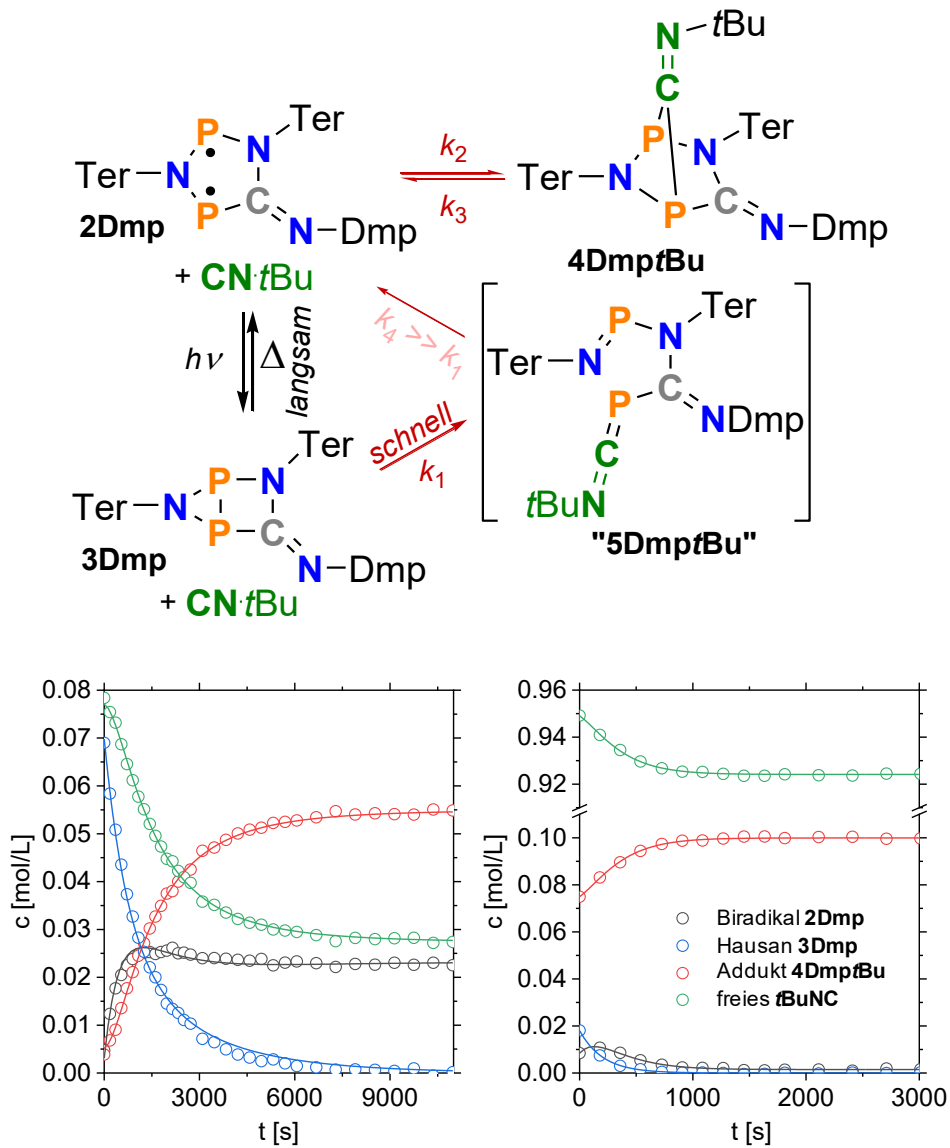 N tBu
C
P N Ter
Ter N
P C
N Dmp
2Dmp
+ CN tBu
k2
k3
N tBu
C
P N Ter
Ter N
P C
N Dmp
4DmptBu
hν Δ langsam
k4 >> k1
schnell
k1
P N Ter
Ter N
P C
NDmp
C
tBuN
"5DmptBu"
Ter
P N
Ter N
P C
N Dmp
3Dmp
+ CN tBu
0.08
0.07
0.06
0.05
0.04
0.03
0.02
0.01
0.00
c [mol/L]
0 3000 6000 9000
t [s]
0.96
0.94
0.92
0.10
0.08
0.06
0.04
0.02
0.00
c [mol/L]
Biradikal 2Dmp
Hausan 3Dmp
Addukt 4DmptBu
freies tBuNC
0 1000 2000 3000
t [s]